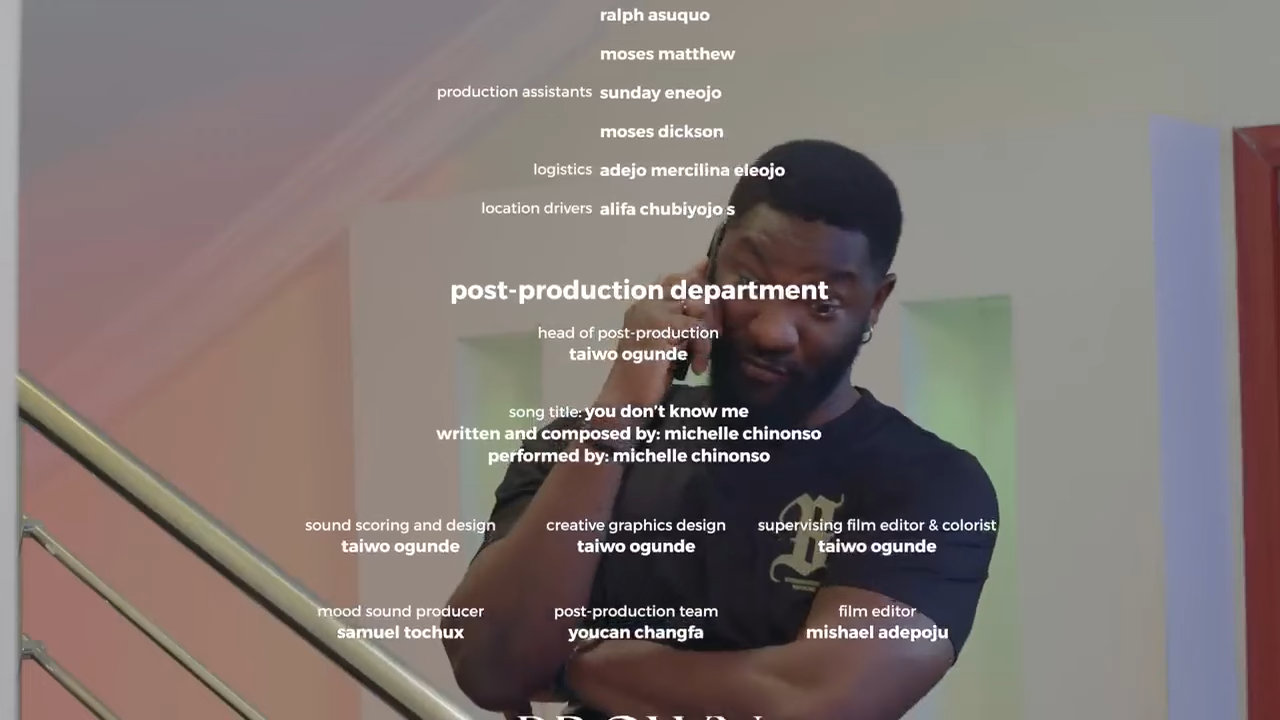 ralph asuquo
moses matthew
production assistants sunday eneojo
moses dickson
logistics adejo mercilina eleojo
location drivers alifa chubiyojo s
post-production department
head of post-production
taiwo ogunde
song title: you don't know me
written and composed by: michelle chinonso
performed by: michelle chinonso
sound scoring and design creative graphics design supervising film editor & colorist
taiwo ogunde taiwo ogunde taiwo ogunde
mood sound producer post-production team film editor
samuel tochux youcan changfa mishael adepoju